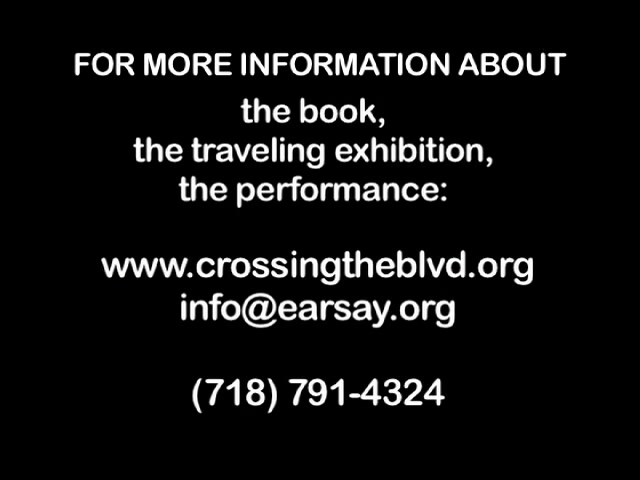 FOR MORE INFORMATION ABOUT
the book,
the traveling exhibition,
the performance:
www.crossingtheblvd.org
info@earsay.org
(718) 791-4324